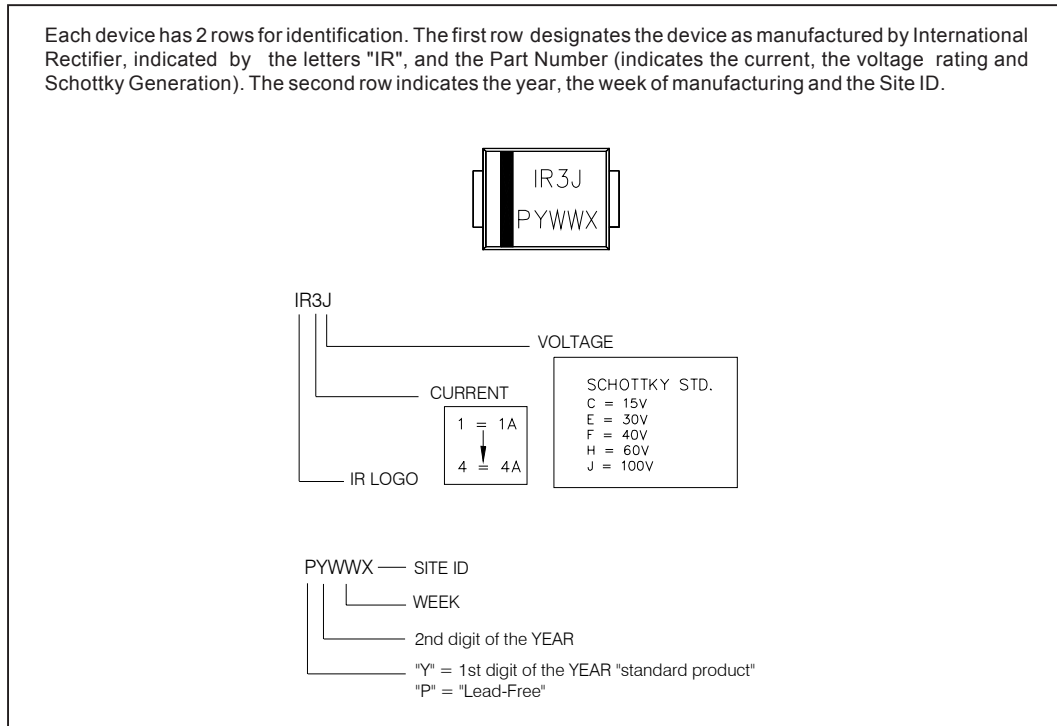 Each device has 2 rows for identification. The first row designates the device as manufactured by International
Rectifier, indicated by the letters "IR", and the Part Number (indicates the current, the voltage rating and
Schottky Generation). The second row indicates the year, the week of manufacturing and the Site ID.
IR3J
PYWWX
IR3J
VOLTAGE
SCHOTTKY STD.
C = 15V
E = 30V
F = 40V
H = 60V
J = 100V
CURRENT
1 = 1A
4 = 4A
IR LOGO
PYWWX
SITE ID
WEEK
2nd digit of the YEAR
"Y" = 1st digit of the YEAR "standard product"
"P" = "Lead-Free"